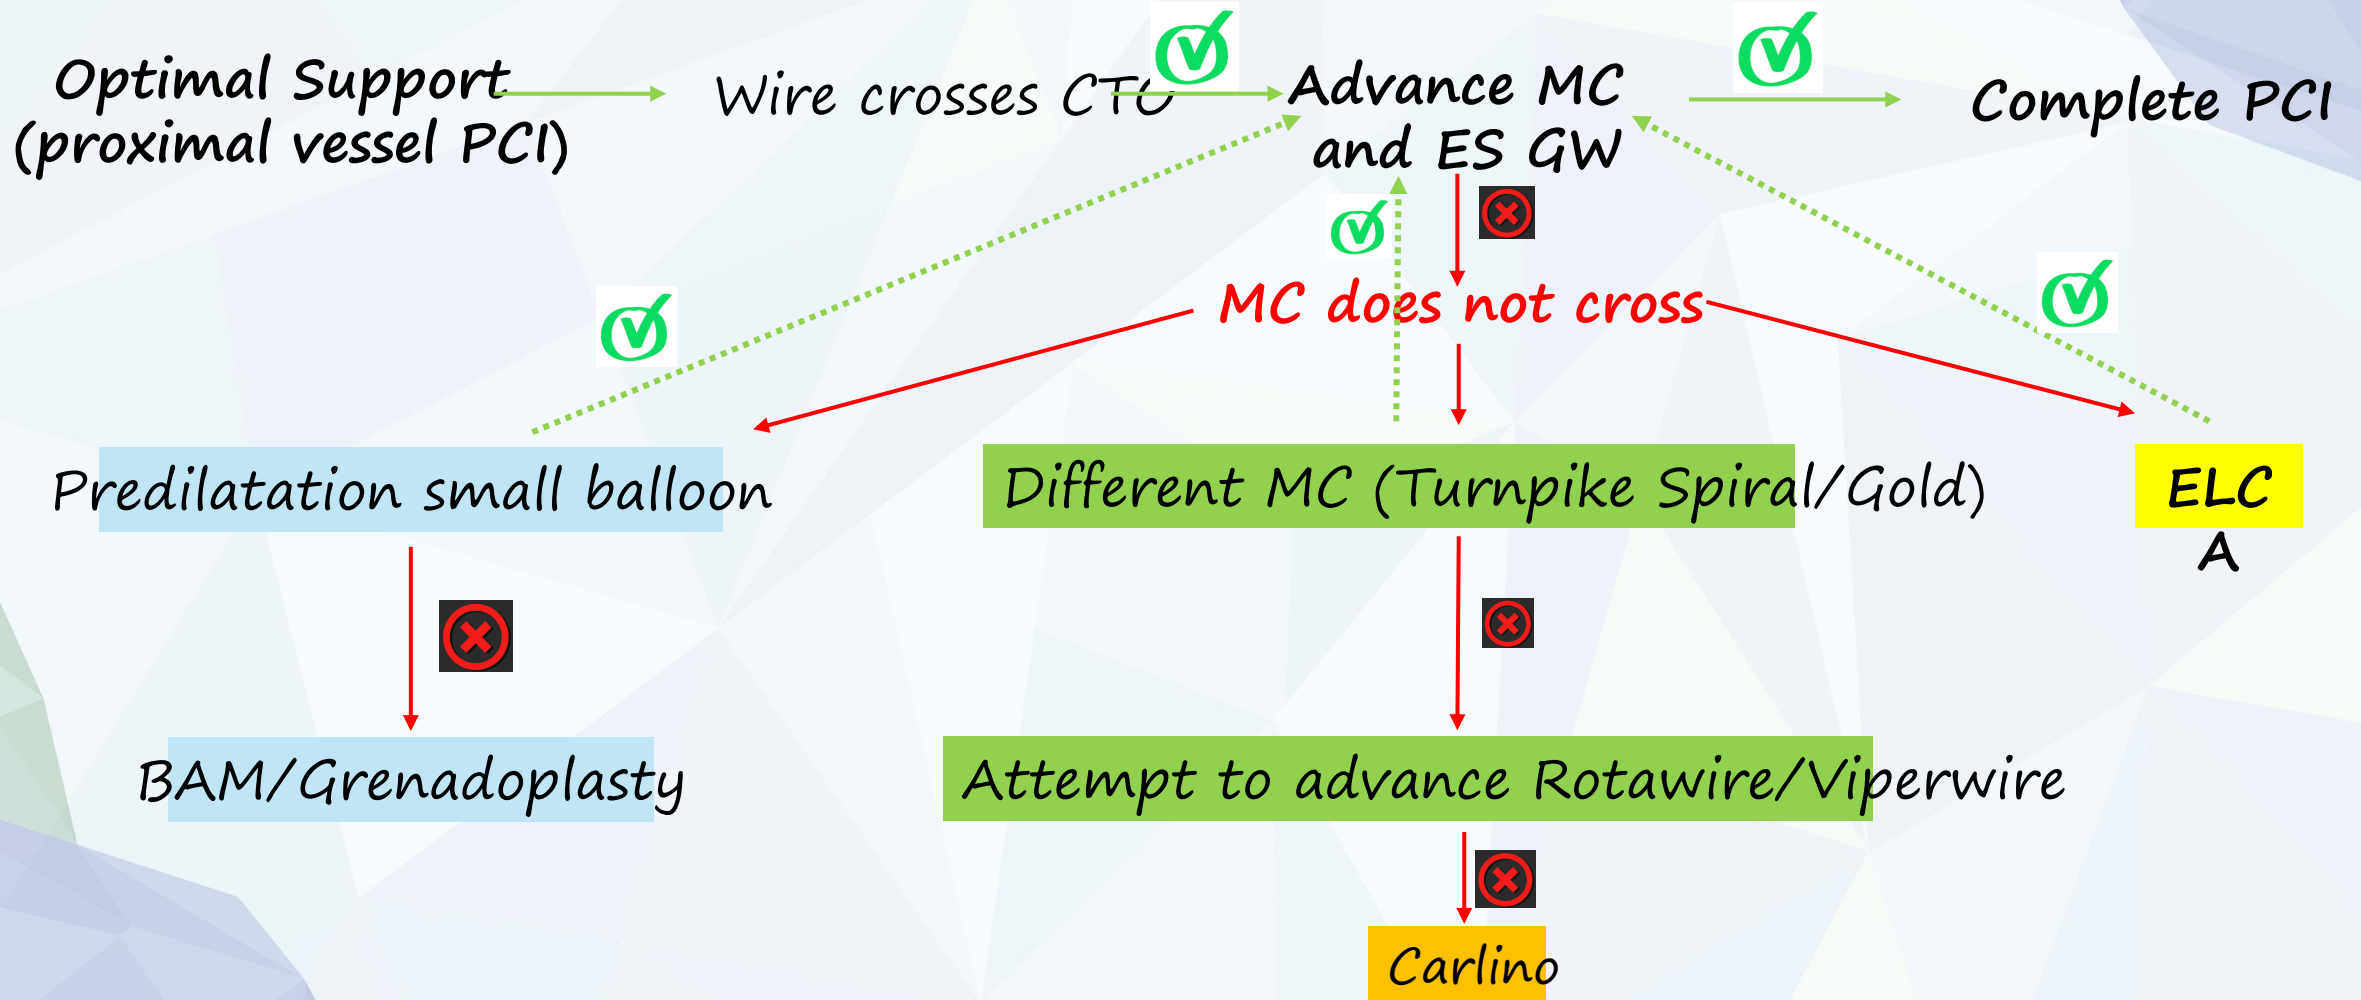 Optimal Support
(proximal vessel PCI)
Wire crosses CTO
Advance MC
and ES GW
Complete PCI
MC does not cross
Predilatation small balloon
Different MC (Turnpike Spiral/Gold)
ELC
A
BAM/Grenadoplasty
Attempt to advance Rotawire/Viperwire
Carlino